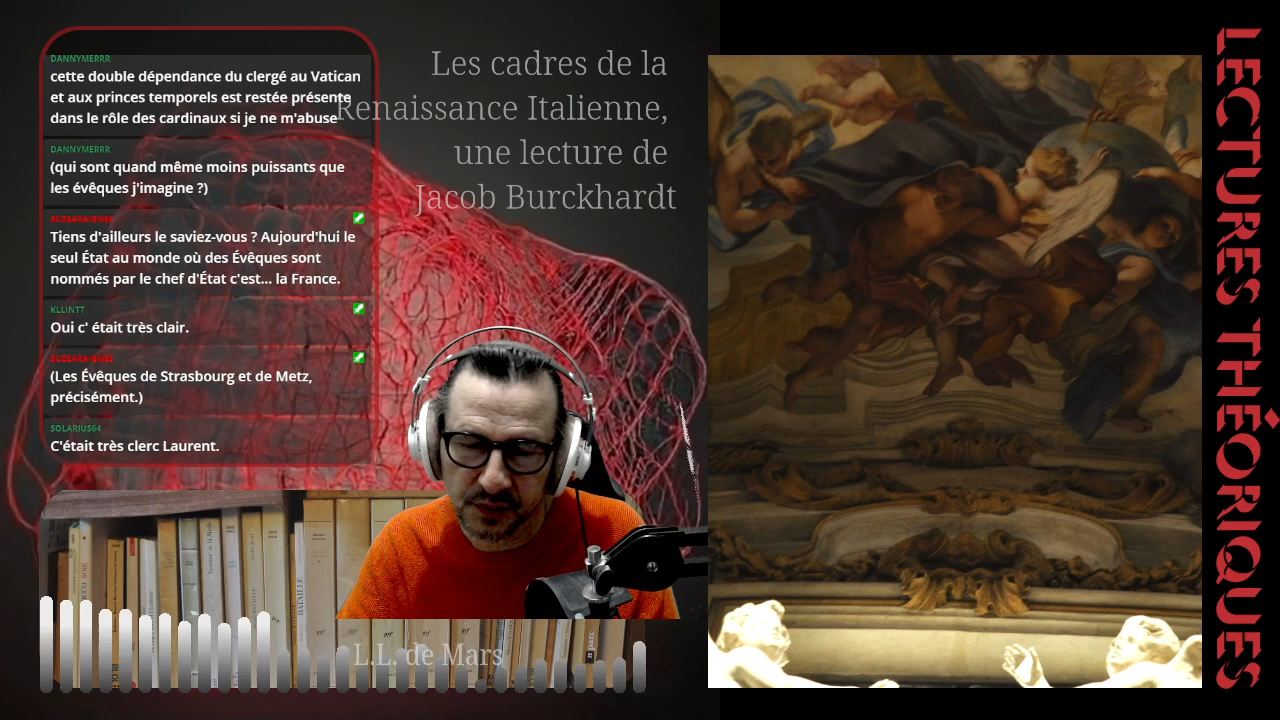 DANNYMERRR
cette double dépendance du clergé au Vatican
et aux princes temporels est restée présente
dans le rôle des cardinaux si je ne m'abuse
DANNYMERRR
(qui sont quand même moins puissants que
les évêques j'imagine ?)
SUZEARAIGNEE
Tiens d'ailleurs le saviez-vous ? Aujourd'hui le
seul État au monde où des Évêques sont
nommés par le chef d'État c'est... la France.
KLLINTT
Oui c' était très clair.
SUZEARAIGNEE
(Les Évêques de Strasbourg et de Metz,
précisément.)
SOLARIUS64
C'était très clerc Laurent.
Les cadres de la
Renaissance Italienne,
une lecture de
Jacob Burckhardt
L.L. de Mars
LECTURES THÉORIQUES
BATAILLE